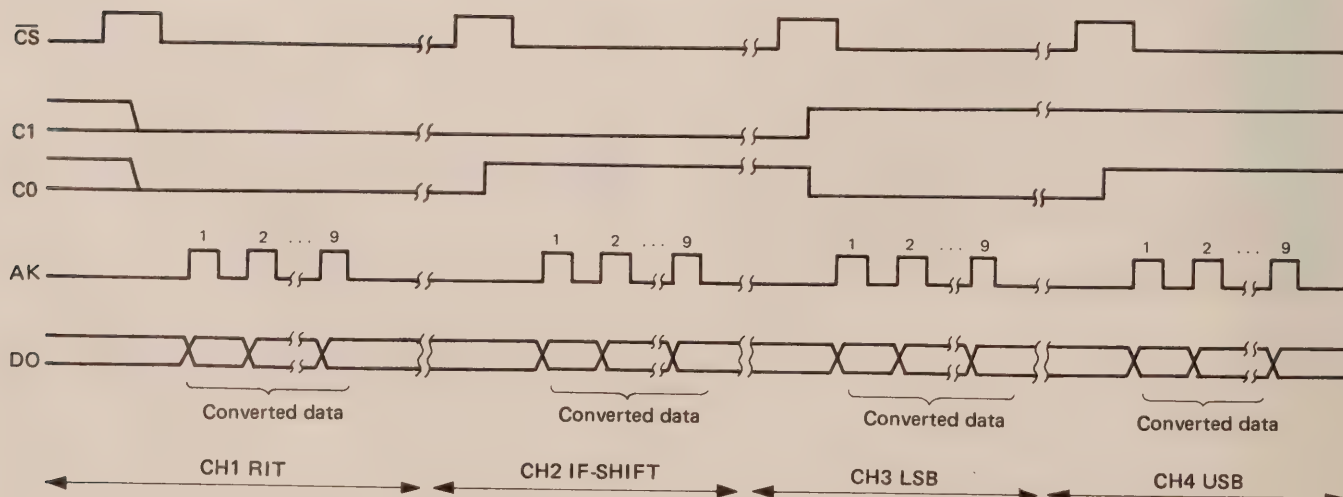 C̅S̅
C1
C0
AK 1 2 ... 9 1 2 ... 9 1 2 ... 9 1 2 ... 9
DO
Converted data Converted data Converted data Converted data
CH1 RIT CH2 IF-SHIFT CH3 LSB CH4 USB